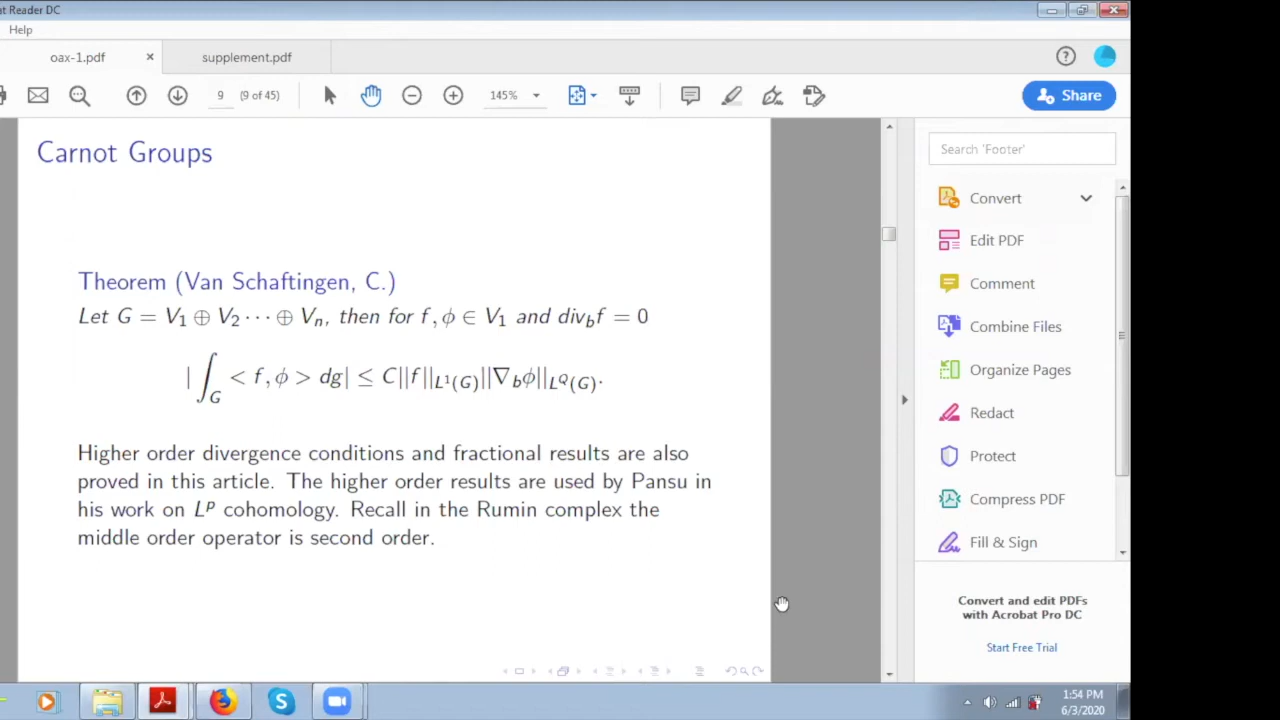 at Reader DC
Help
oax-1.pdf
supplement.pdf
9 (9 of 45)
145%
Share
Carnot Groups
Theorem (Van Schaftingen, C.)
Let G = V₁ ⊕ V₂ ⋯ ⊕ Vₙ, then for f, ϕ ∈ V₁ and div_b f = 0
| ∫_G < f, ϕ > dg| ≤ C||f||_{L¹(G)}||∇_b ϕ||_{L^Q(G)}.
Higher order divergence conditions and fractional results are also
proved in this article. The higher order results are used by Pansu in
his work on Lᵖ cohomology. Recall in the Rumin complex the
middle order operator is second order.
Search 'Footer'
Convert
Edit PDF
Comment
Combine Files
Organize Pages
Redact
Protect
Compress PDF
Fill & Sign
Convert and edit PDFs
with Acrobat Pro DC
Start Free Trial
1:54 PM
6/3/2020